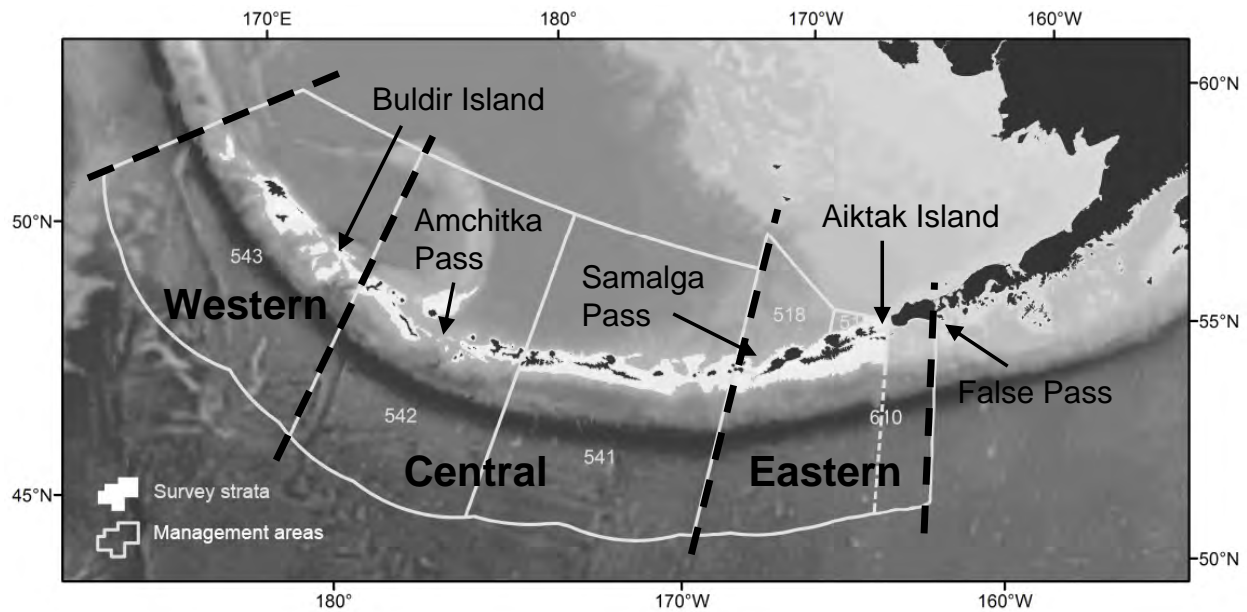 170°E 180° 170°W 160°W
60°N
Buldir Island
50°N
Amchitka
Pass
Aiktak Island
543
Samalga
Pass
Western
518
55°N
False Pass
542
610
541
Central
Eastern
45°N
Survey strata
Management areas
50°N
180° 170°W 160°W